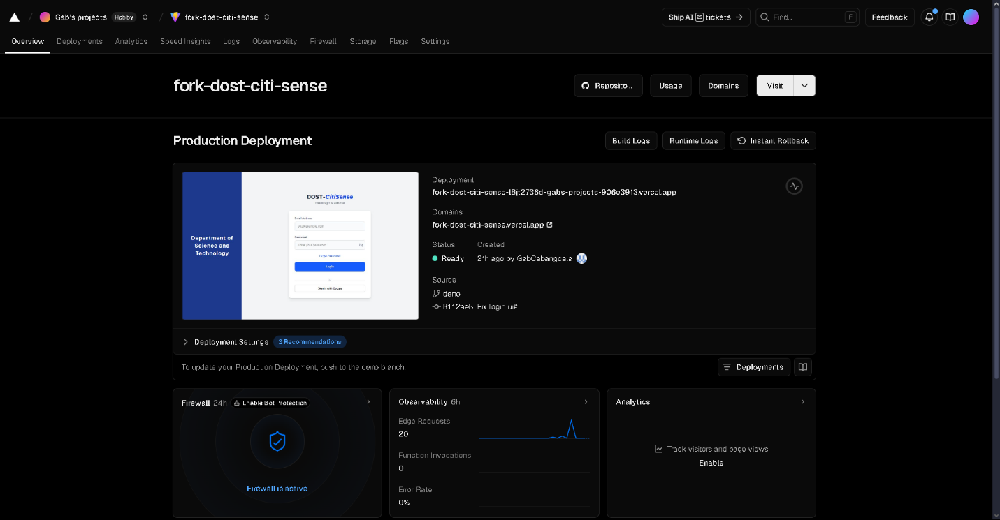 Gab's projects Hobby
fork-dost-citi-sense
Ship AI 25 tickets →
Find...
F
Feedback
Overview Deployments Analytics Speed Insights Logs Observability Firewall Storage Flags Settings
fork-dost-citi-sense
Reposito...
Usage
Domains
Visit
Production Deployment
Build Logs
Runtime Logs
Instant Rollback
Department of
Science and
Technology
DOST-CitiSense
Please login to continue
Email Address
you@example.com
Password
Enter your password
Forgot Password?
Login
or
Sign in with Google
Deployment
fork-dost-citi-sense-l8jt2736d-gabs-projects-906e3913.vercel.app
Domains
fork-dost-citi-sense.vercel.app
Status Created
Ready 21h ago by GabCabangcala
Source
demo
8112ae8 Fix login ui#
Deployment Settings 3 Recommendations
To update your Production Deployment, push to the demo branch.
Deployments
Firewall 24h Enable Bot Protection
Firewall is active
Observability 6h
Edge Requests
20
Function Invocations
0
Error Rate
0%
Analytics
Track visitors and page views
Enable